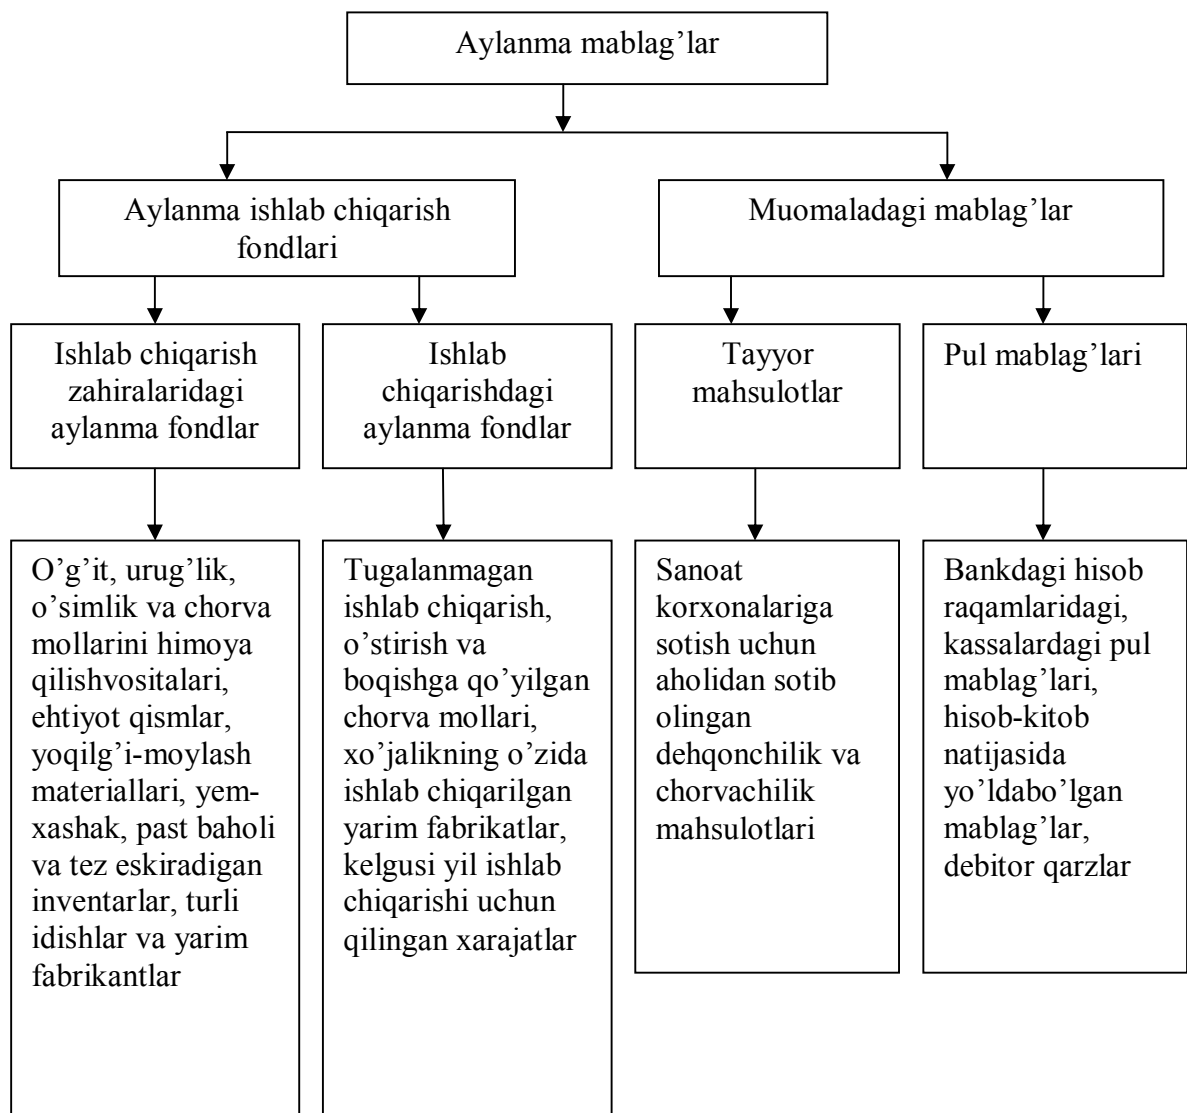 Aylanma mablag’lar
Aylanma ishlab chiqarish
fondlari
Muomaladagi mablag’lar
Ishlab chiqarish
zahiralaridagi
aylanma fondlar
Ishlab
chiqarishdagi
aylanma fondlar
Tayyor
mahsulotlar
Pul mablag’lari
O’g’it, urug’lik,
o’simlik va chorva
mollarini himoya
qilishvositalari,
ehtiyot qismlar,
yoqilg’i-moylash
materiallari, yem-
xashak, past baholi
va tez eskiradigan
inventarlar, turli
idishlar va yarim
fabrikantlar
Tugalanmagan
ishlab chiqarish,
o’stirish va
boqishga qo’yilgan
chorva mollari,
xo’jalikning o’zida
ishlab chiqarilgan
yarim fabrikatlar,
kelgusi yil ishlab
chiqarishi uchun
qilingan xarajatlar
Sanoat
korxonalariga
sotish uchun
aholidan sotib
olingan
dehqonchilik va
chorvachilik
mahsulotlari
Bankdagi hisob
raqamlaridagi,
kassalardagi pul
mablag’lari,
hisob-kitob
natijasida
yo’ldabo’lgan
mablag’lar,
debitor qarzlar